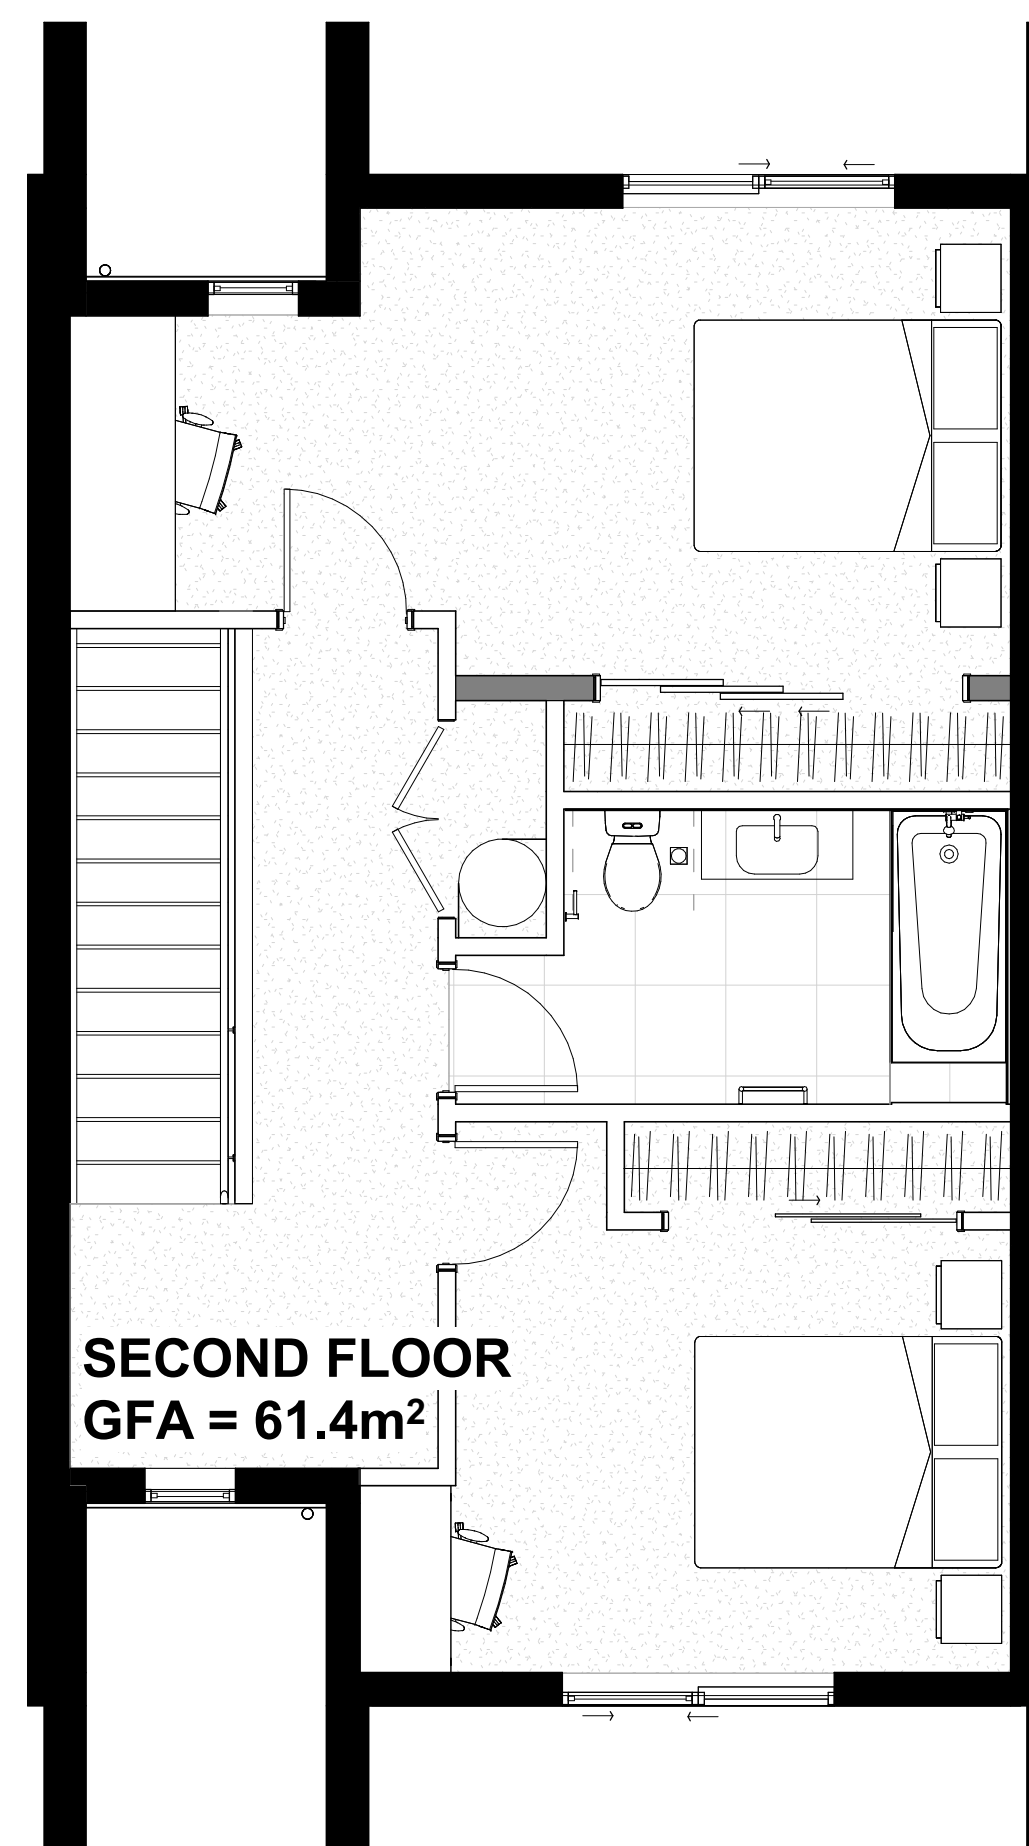 SECOND FLOOR
GFA = 61.4m²